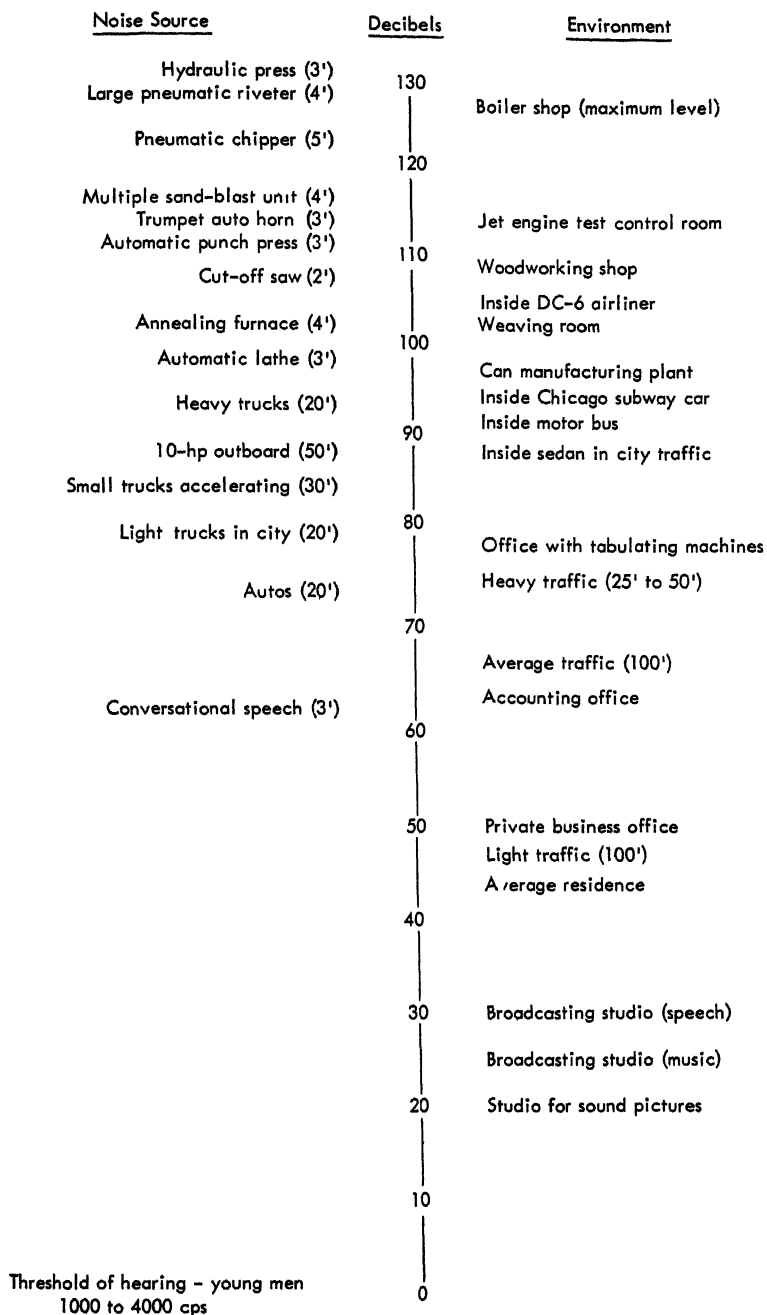 Noise Source Decibels Environment
Hydraulic press (3') 130
Large pneumatic riveter (4')
Boiler shop (maximum level)
Pneumatic chipper (5')
120
Multiple sand-blast unit (4')
Trumpet auto horn (3') Jet engine test control room
Automatic punch press (3')
110
Cut-off saw (2') Woodworking shop
Inside DC-6 airliner
Annealing furnace (4') Weaving room
100
Automatic lathe (3')
Can manufacturing plant
Heavy trucks (20') Inside Chicago subway car
Inside motor bus
90
10-hp outboard (50') Inside sedan in city traffic
Small trucks accelerating (30')
80
Light trucks in city (20')
Office with tabulating machines
Autos (20') Heavy traffic (25' to 50')
70
Average traffic (100')
Conversational speech (3') Accounting office
60
50 Private business office
Light traffic (100')
Average residence
40
30 Broadcasting studio (speech)
Broadcasting studio (music)
20 Studio for sound pictures
10
Threshold of hearing - young men 0
1000 to 4000 cps